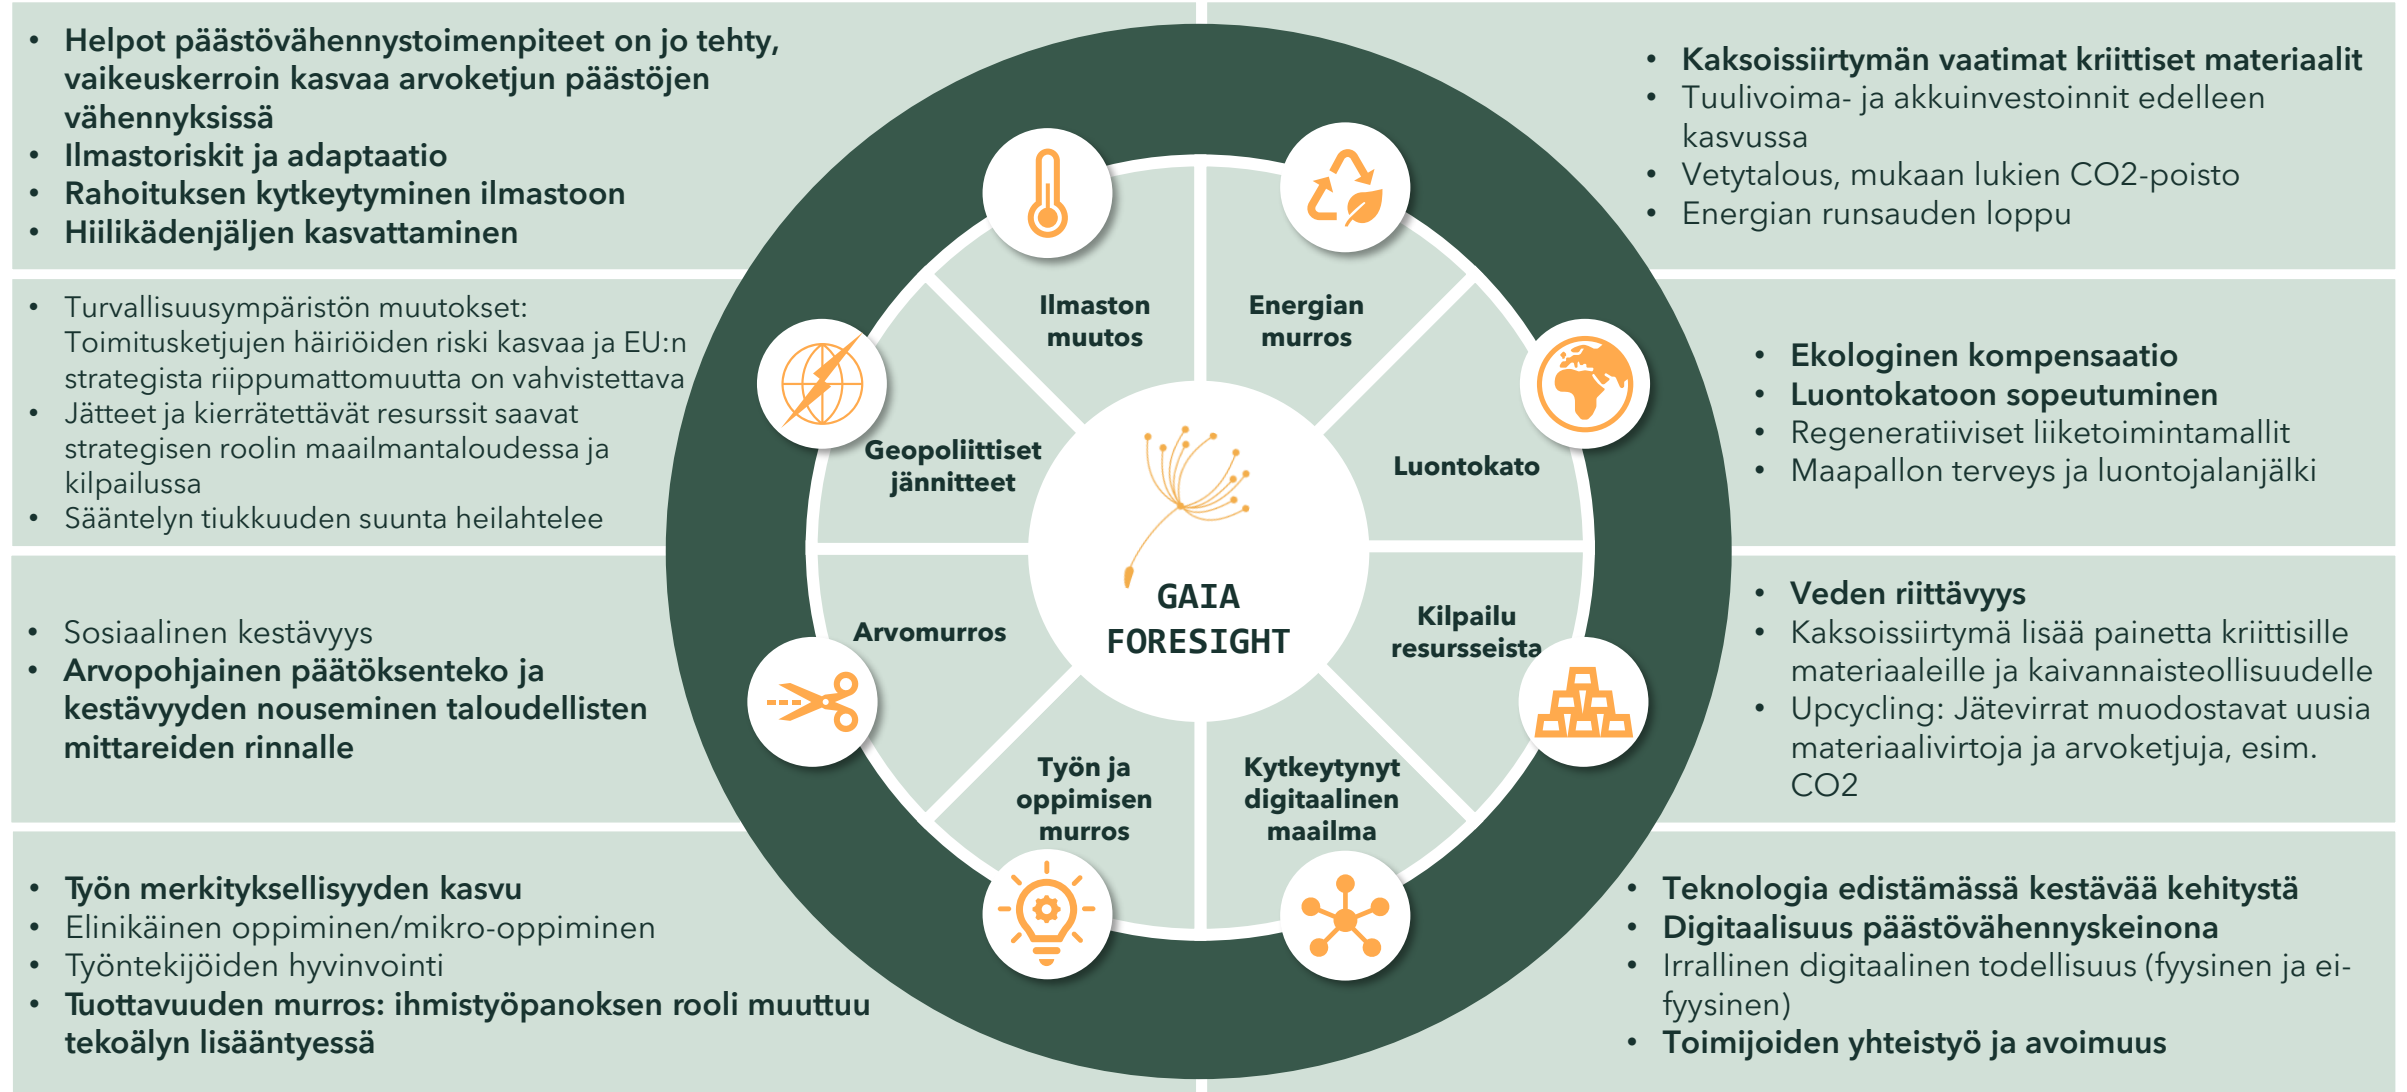 • Helpot päästövähennystoimenpiteet on jo tehty,
vaikeuskerroin kasvaa arvoketjun päästöjen
vähennyksissä
• Ilmastoriskit ja adaptaatio
• Rahoituksen kytkeytyminen ilmastoon
• Hiilikädenjäljen kasvattaminen
• Kaksoissiirtymän vaatimat kriittiset materiaalit
• Tuulivoima- ja akkuinvestoinnit edelleen
kasvussa
• Vetytalous, mukaan lukien CO2-poisto
• Energian runsauden loppu
• Turvallisuusympäristön muutokset:
Toimitusketjujen häiriöiden riski kasvaa ja EU:n
strategista riippumattomuutta on vahvistettava
• Jätteet ja kierrätettävät resurssit saavat
strategisen roolin maailmantaloudessa ja
kilpailussa
• Sääntelyn tiukkuuden suunta heilahtelee
• Ekologinen kompensaatio
• Luontokatoon sopeutuminen
• Regeneratiiviset liiketoimintamallit
• Maapallon terveys ja luontojalanjälki
• Sosiaalinen kestävyys
• Arvopohjainen päätöksenteko ja
kestävyyden nouseminen taloudellisten
mittareiden rinnalle
• Veden riittävyys
• Kaksoissiirtymä lisää painetta kriittisille
materiaaleille ja kaivannaisteollisuudelle
• Upcycling: Jätevirrat muodostavat uusia
materiaalivirtoja ja arvoketjuja, esim.
CO2
• Työn merkityksellisyyden kasvu
• Elinikäinen oppiminen/mikro-oppiminen
• Työntekijöiden hyvinvointi
• Tuottavuuden murros: ihmistyöpanoksen rooli muuttuu
tekoälyn lisääntyessä
• Teknologia edistämässä kestävää kehitystä
• Digitaalisuus päästövähennyskeinona
• Irrallinen digitaalinen todellisuus (fyysinen ja ei-
fyysinen)
• Toimijoiden yhteistyö ja avoimuus
Ilmaston
muutos
Energian
murros
Geopoliittiset
jännitteet
Luontokato
GAIA
FORESIGHT
Arvomurros
Kilpailu
resursseista
Työn ja
oppimisen
murros
Kytkeytynyt
digitaalinen
maailma